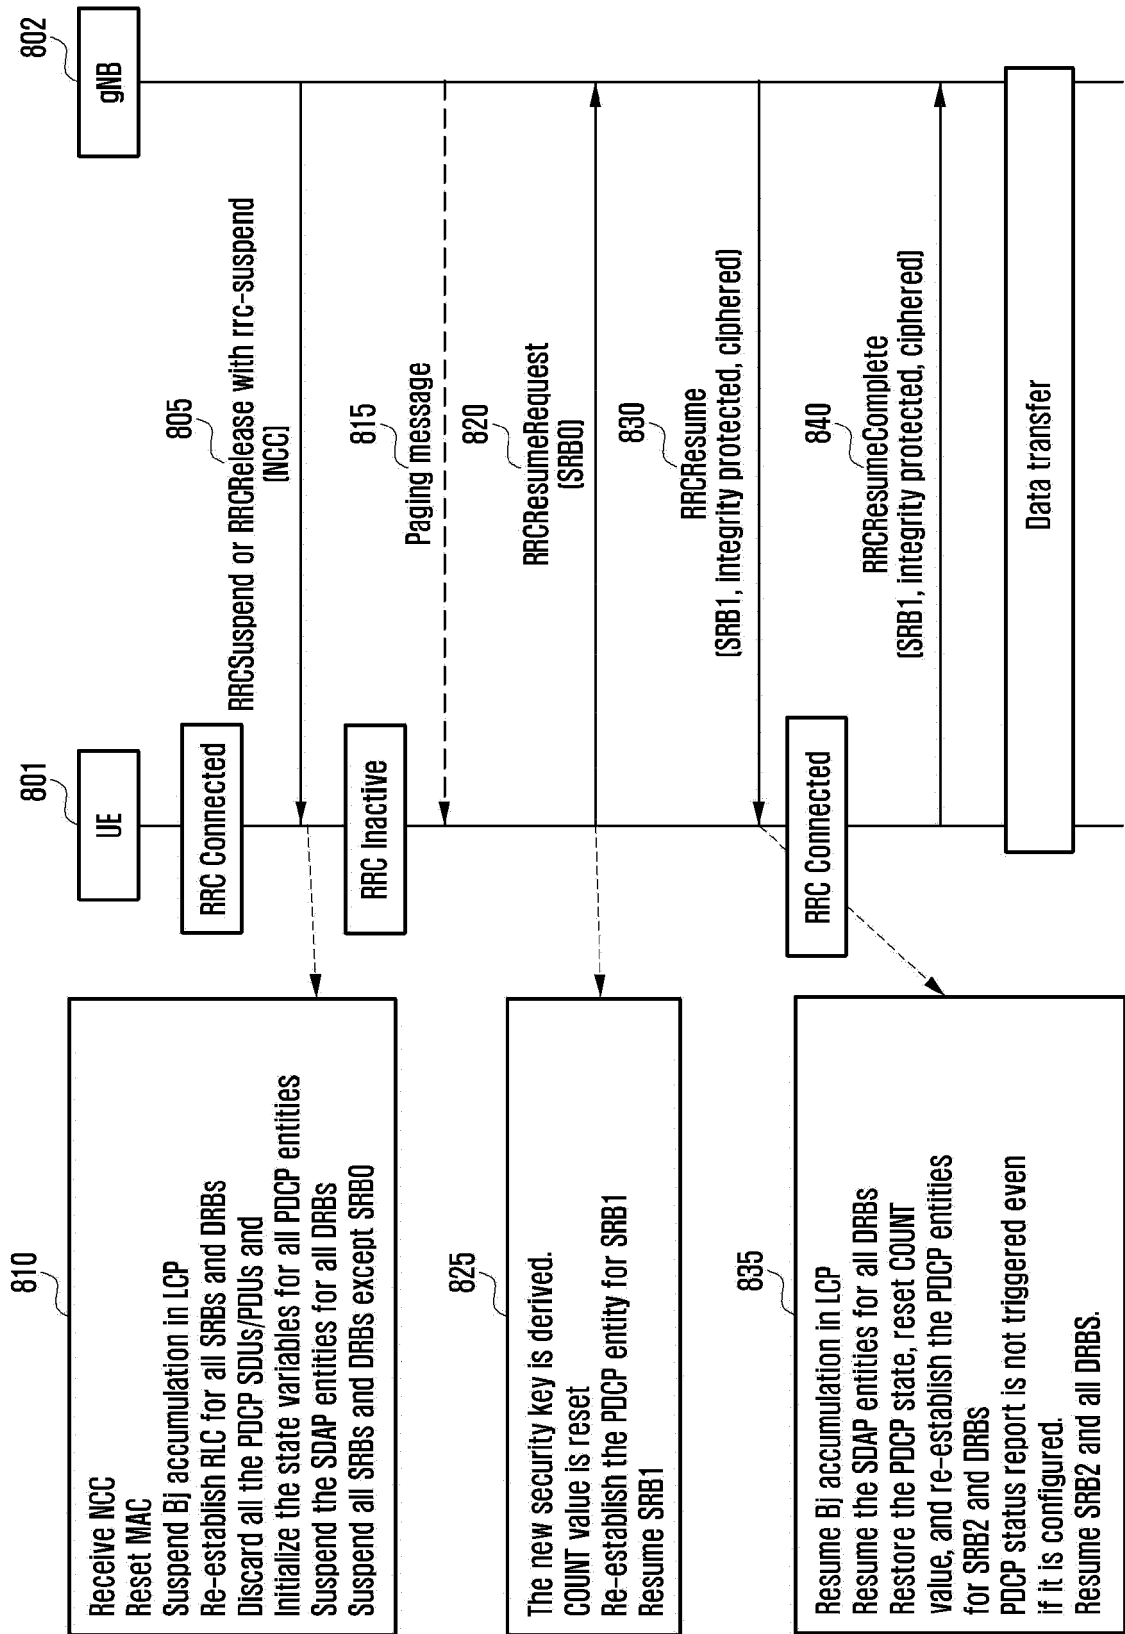 801
UE
802
gNB
RRC Connected
805
RRCSuspend or RRCRelease with rrc-suspend
(NCC)
810
Receive NCC
Reset MAC
Suspend Bj accumulation in LCP
Re-establish RLC for all SRBs and DRBs
Discard all the PDCP SDUs/PDUs and
Initialize the state variables for all PDCP entities
Suspend the SDAP entities for all DRBs
Suspend all SRBs and DRBs except SRB0
RRC Inactive
815
Paging message
820
RRCResumeRequest
(SRB0)
825
The new security key is derived.
COUNT value is reset
Re-establish the PDCP entity for SRB1
Resume SRB1
830
RRCResume
(SRB1, integrity protected, ciphered)
RRC Connected
835
Resume Bj accumulation in LCP
Resume the SDAP entities for all DRBs
Restore the PDCP state, reset COUNT
value, and re-establish the PDCP entities
for SRB2 and DRBs
PDCP status report is not triggered even
if it is configured.
Resume SRB2 and all DRBS.
840
RRCResumeComplete
(SRB1, integrity protected, ciphered)
Data transfer